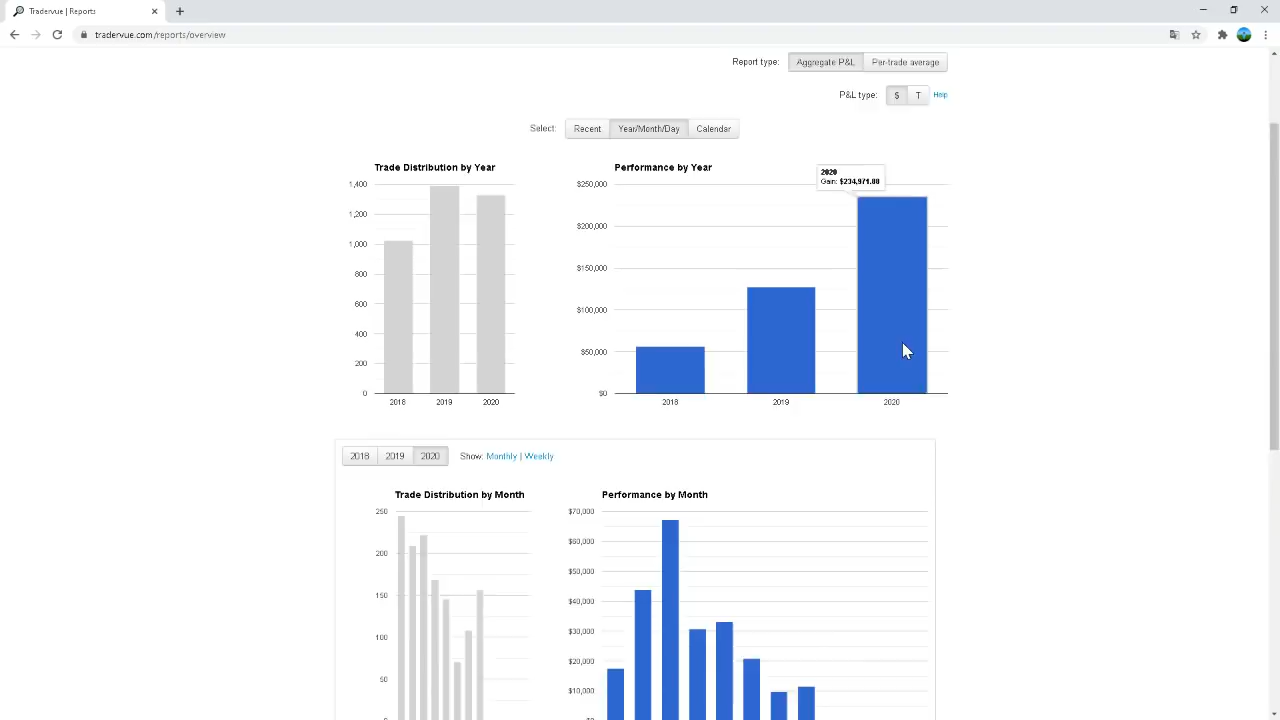 Tradervue | Reports
tradervue.com/reports/overview
Report type: Aggregate P&L Per-trade average
P&L type: $ T Help
Select: Recent Year/Month/Day Calendar
Trade Distribution by Year
1,400
1,200
1,000
800
600
400
200
0
2018 2019 2020
Performance by Year
2020
Gain: $234,971.00
$250,000
$200,000
$150,000
$100,000
$50,000
$0
2018 2019 2020
2018 2019 2020 Show: Monthly | Weekly
Trade Distribution by Month
250
200
150
100
50
Performance by Month
$70,000
$60,000
$50,000
$40,000
$30,000
$20,000
$10,000